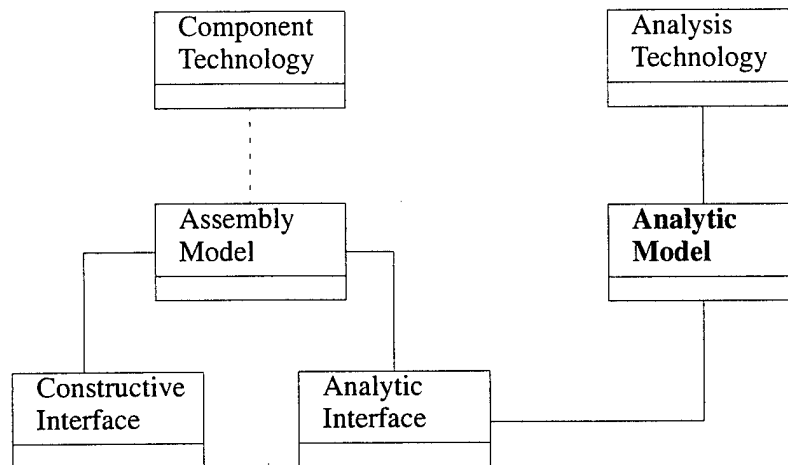 Component
Technology
Analysis
Technology
Assembly
Model
Analytic
Model
Constructive
Interface
Analytic
Interface